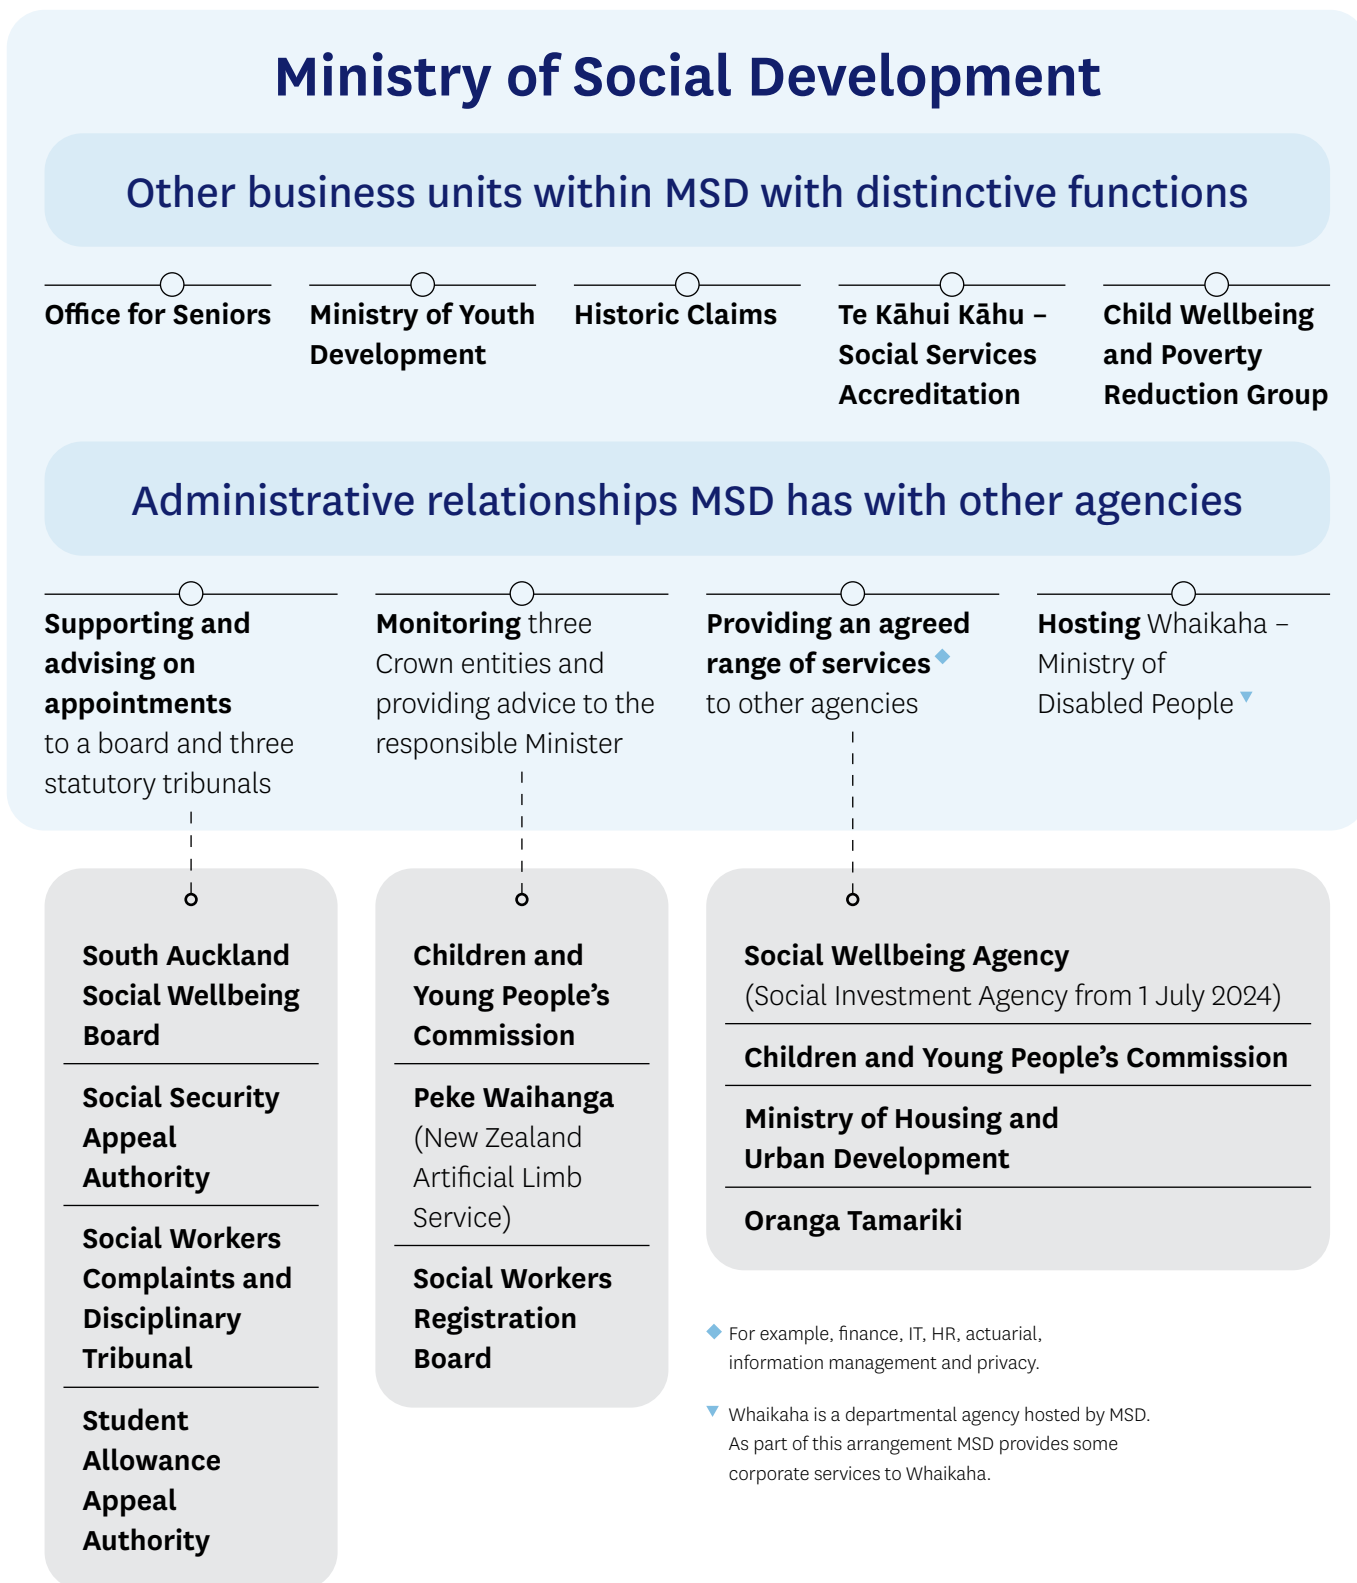 Ministry of Social Development
Other business units within MSD with distinctive functions
Office for Seniors
Ministry of Youth
Development
Historic Claims
Te Kāhui Kāhu –
Social Services
Accreditation
Child Wellbeing
and Poverty
Reduction Group
Administrative relationships MSD has with other agencies
Supporting and
advising on
appointments
to a board and three
statutory tribunals
Monitoring three
Crown entities and
providing advice to the
responsible Minister
Providing an agreed
range of services ◆
to other agencies
Hosting Whaikaha –
Ministry of
Disabled People ▼
South Auckland
Social Wellbeing
Board
Social Security
Appeal
Authority
Social Workers
Complaints and
Disciplinary
Tribunal
Student
Allowance
Appeal
Authority
Children and
Young People’s
Commission
Peke Waihanga
(New Zealand
Artificial Limb
Service)
Social Workers
Registration
Board
Social Wellbeing Agency
(Social Investment Agency from 1 July 2024)
Children and Young People’s Commission
Ministry of Housing and
Urban Development
Oranga Tamariki
◆ For example, finance, IT, HR, actuarial,
information management and privacy.
▼ Whaikaha is a departmental agency hosted by MSD.
As part of this arrangement MSD provides some
corporate services to Whaikaha.